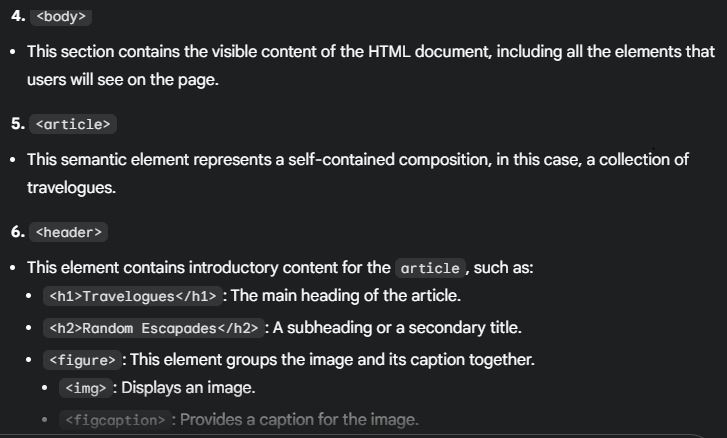 4. <body>
• This section contains the visible content of the HTML document, including all the elements that
users will see on the page.
5. <article>
• This semantic element represents a self-contained composition, in this case, a collection of
travelogues.
6. <header>
• This element contains introductory content for the article, such as:
• <h1>Travelogues</h1>: The main heading of the article.
• <h2>Random Escapades</h2>: A subheading or a secondary title.
• <figure>: This element groups the image and its caption together.
• <img>: Displays an image.
• <figcaption>: Provides a caption for the image.